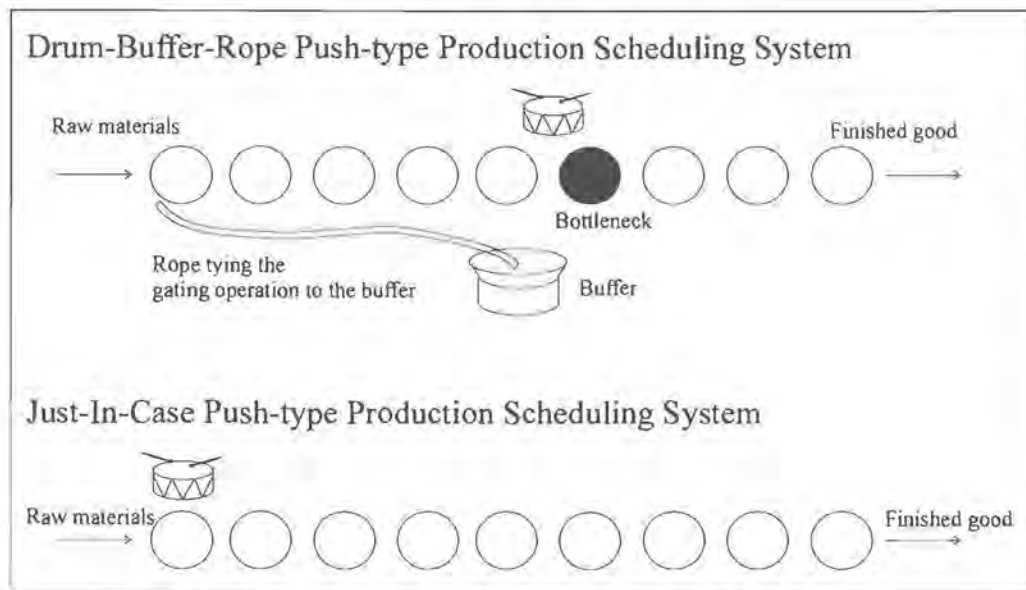 Drum-Buffer-Rope Push-type Production Scheduling System
Raw materials
Finished good
Bottleneck
Rope tying the
gating operation to the buffer
Buffer
Just-In-Case Push-type Production Scheduling System
Raw materials
Finished good